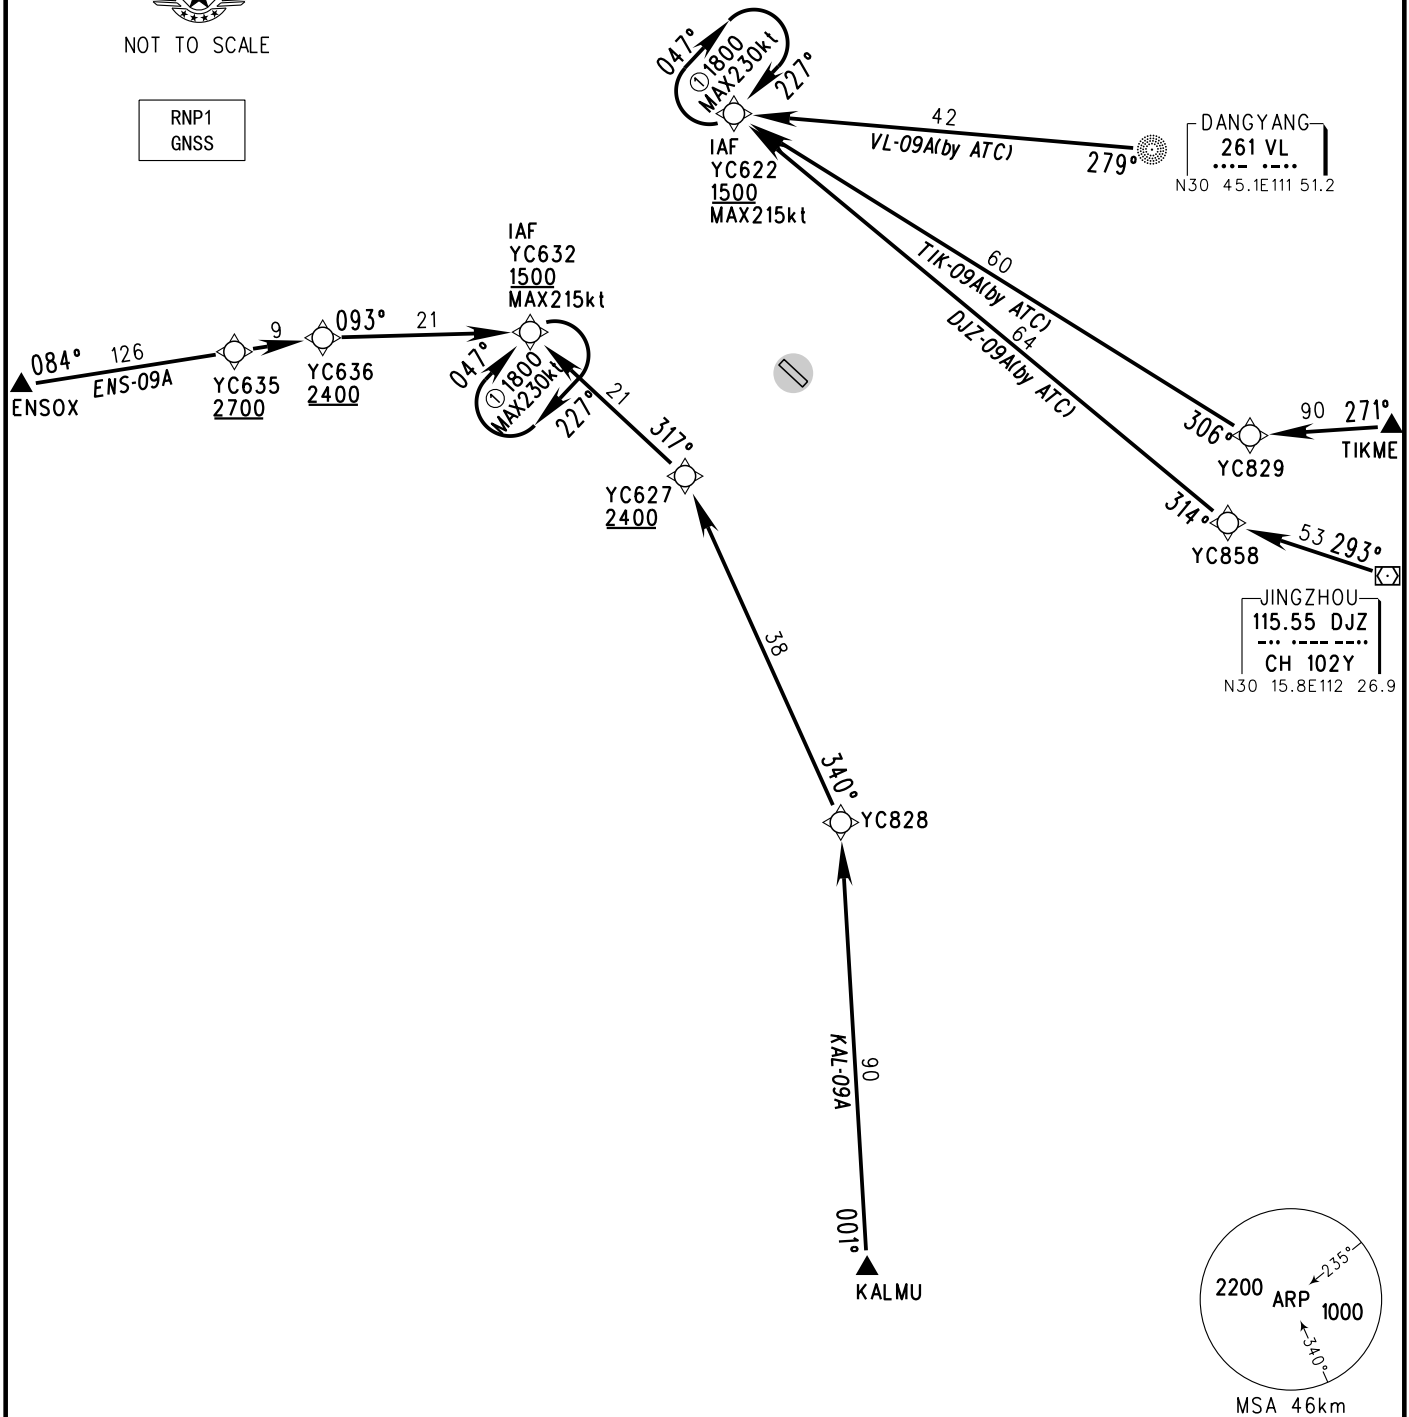 NOT TO SCALE
RNP1
GNSS
047°
① 1800
MAX230kt
227°
IAF
YC622
1500
MAX215kt
42
VL-09A(by ATC)
279°
DANGYANG
261 VL
N30 45.1E111 51.2
60
TIK-09A(by ATC)
64
DJZ-09A(by ATC)
306°
YC829
90
271°
TIKME
314°
YC858
53
293°
JINGZHOU
115.55 DJZ
CH 102Y
N30 15.8E112 26.9
IAF
YC632
1500
MAX215kt
084°
126
ENS-09A
ENSOX
9
YC635
2700
093°
21
YC636
2400
047°
① 1800
MAX230kt
227°
21
317°
YC627
2400
38
340°
YC828
KAL-09A
90
001°
KALMU
235°
2200
ARP
1000
340°
MSA 46km